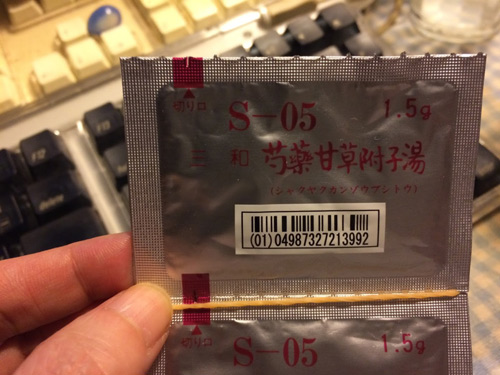 S-05 1.5g
切り口
三和 芍薬甘草附子湯
(シャクヤクカンゾウブシトウ)
(01)04987327213992
切り口
S-05 1.5g